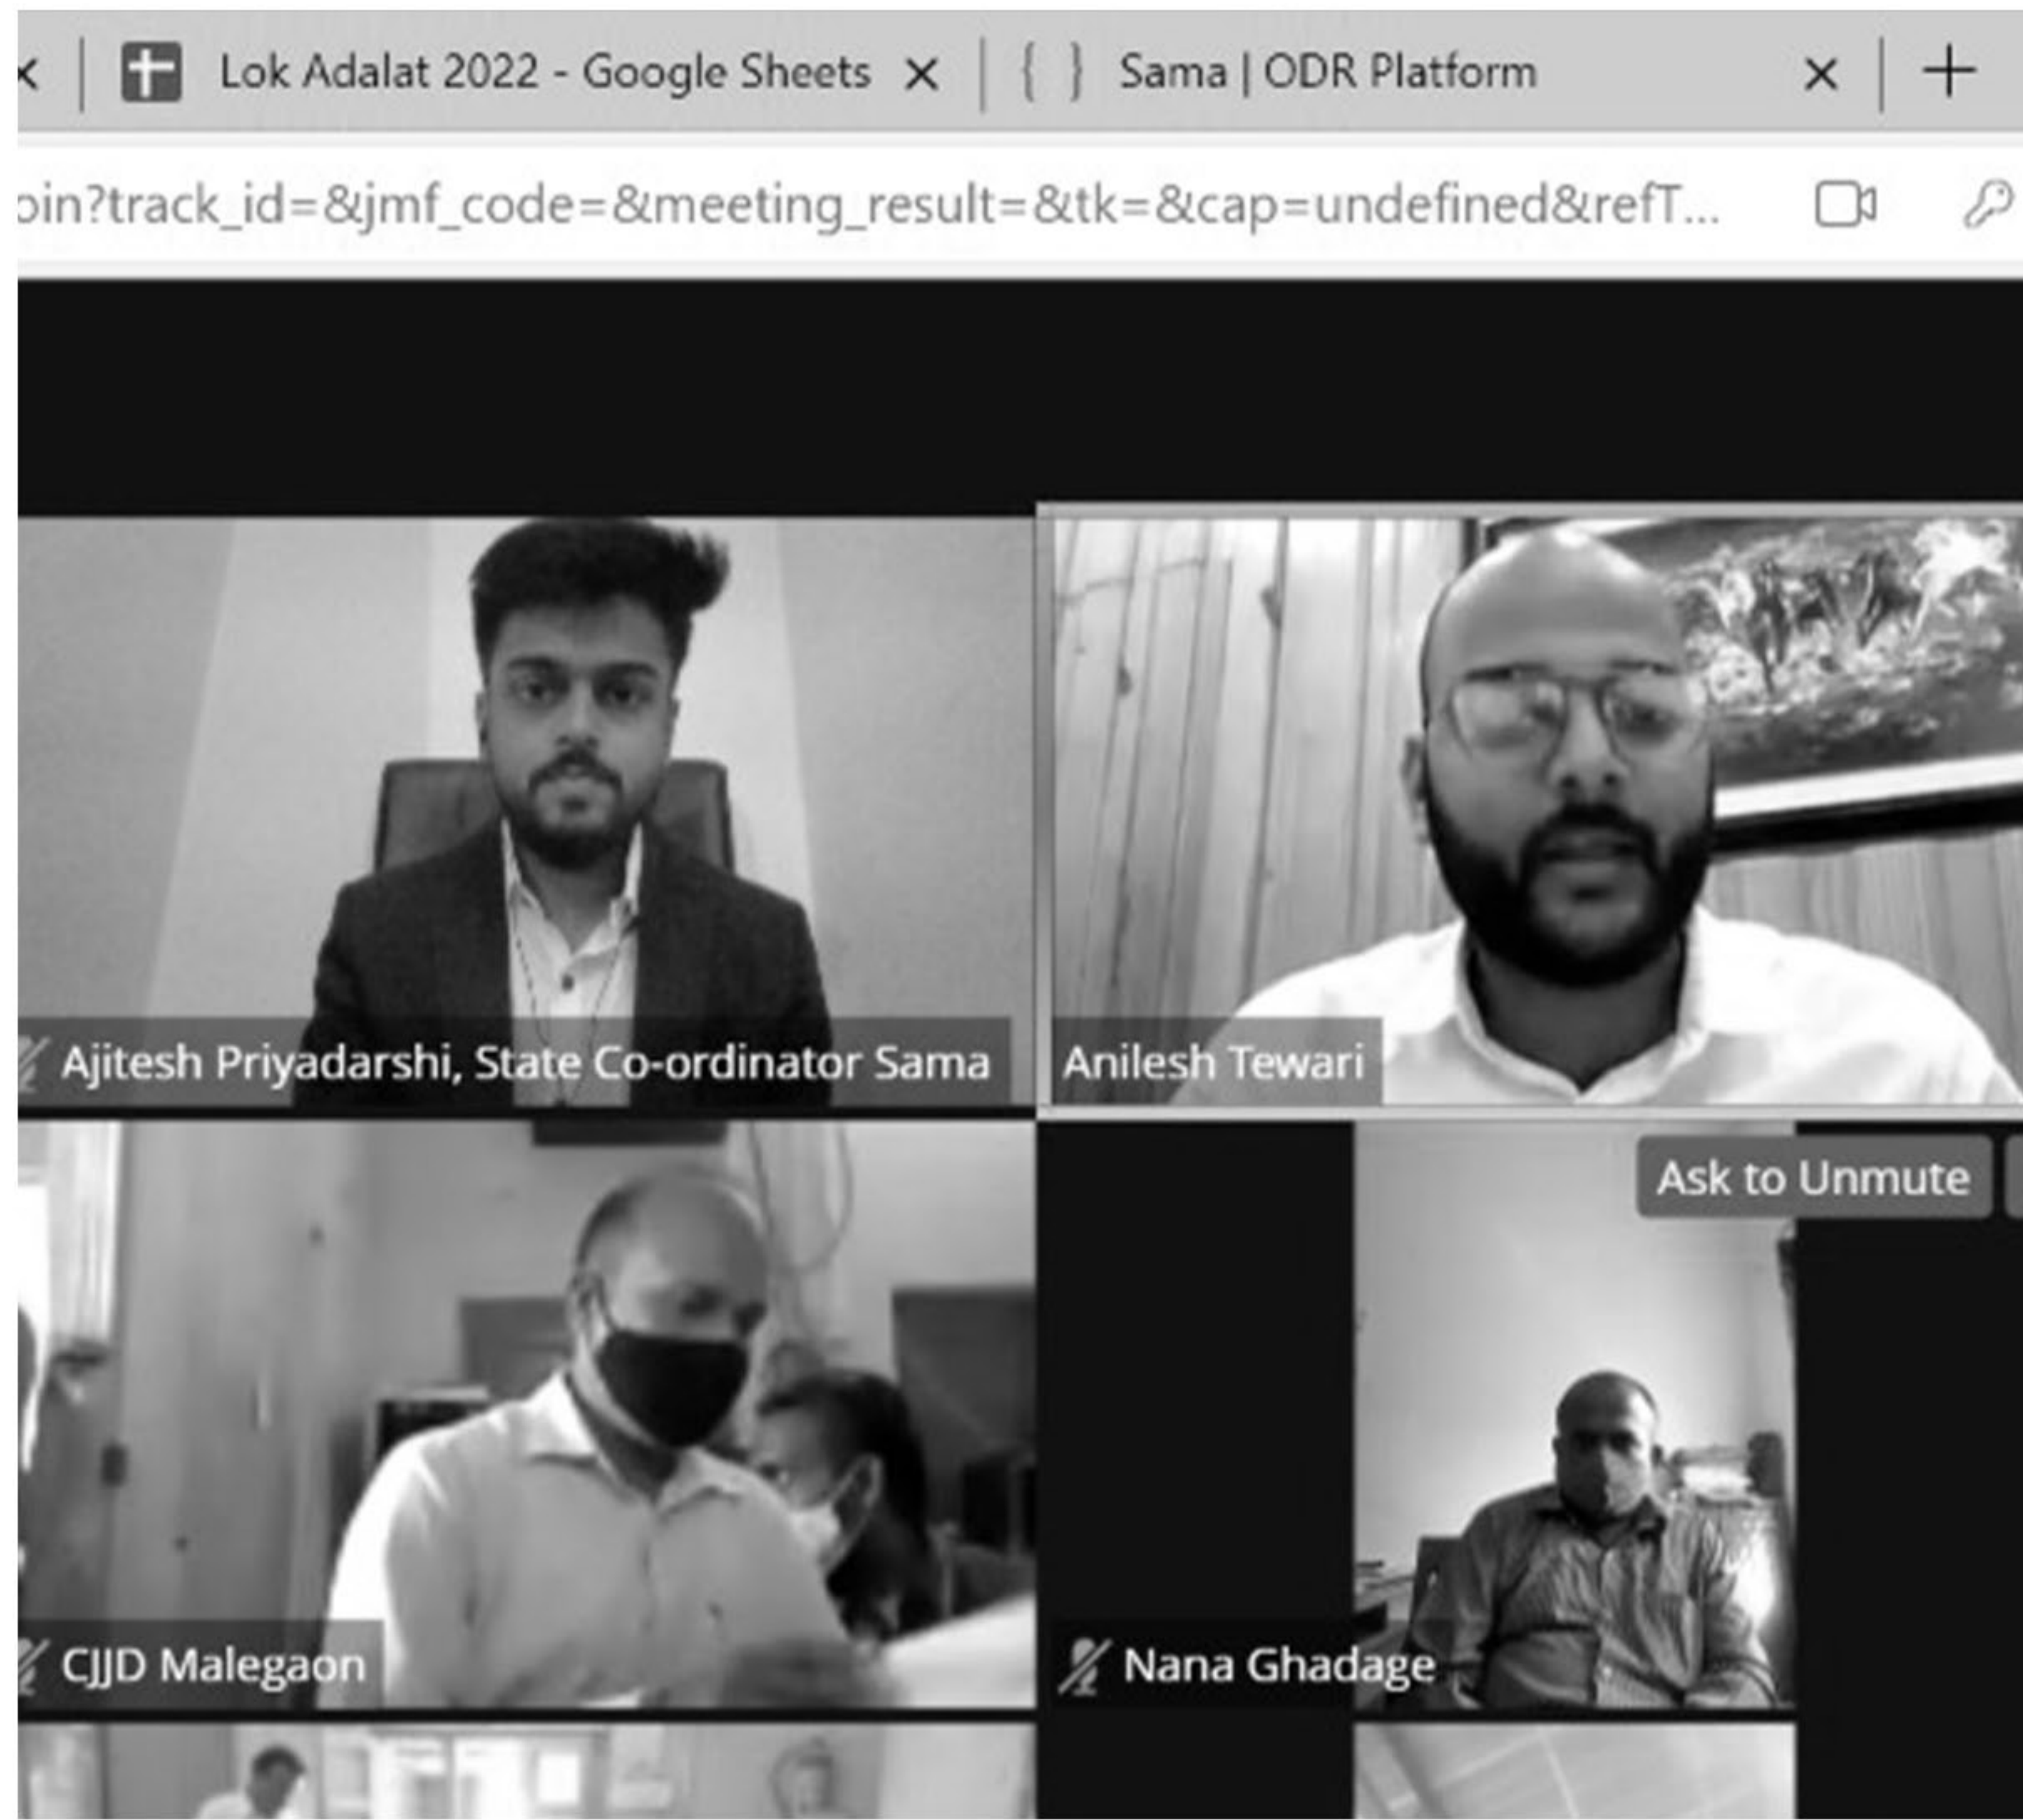 Lok Adalat 2022 - Google Sheets
Sama | ODR Platform
oin?track_id=&jmf_code=&meeting_result=&tk=&cap=undefined&refT...
Ajitesh Priyadarshi, State Co-ordinator Sama
Anilesh Tewari
Ask to Unmute
CJJD Malegaon
Nana Ghadage